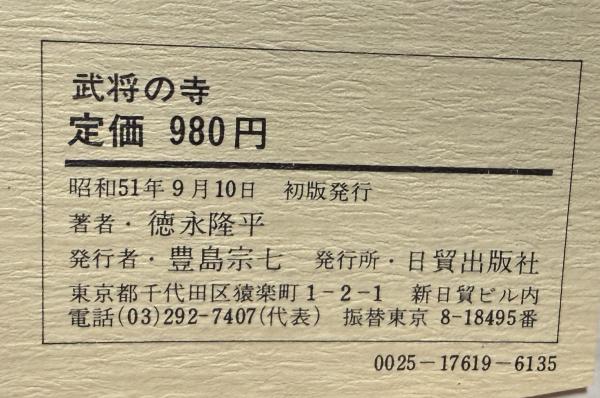 武将の寺
定価 980円
昭和51年9月10日 初版発行
著者・徳永隆平
発行者・豊島宗七 発行所・日貿出版社
東京都千代田区猿楽町1-2-1 新日貿ビル内
電話(03)292-7407(代表) 振替東京 8-18495番
0025-17619-6135